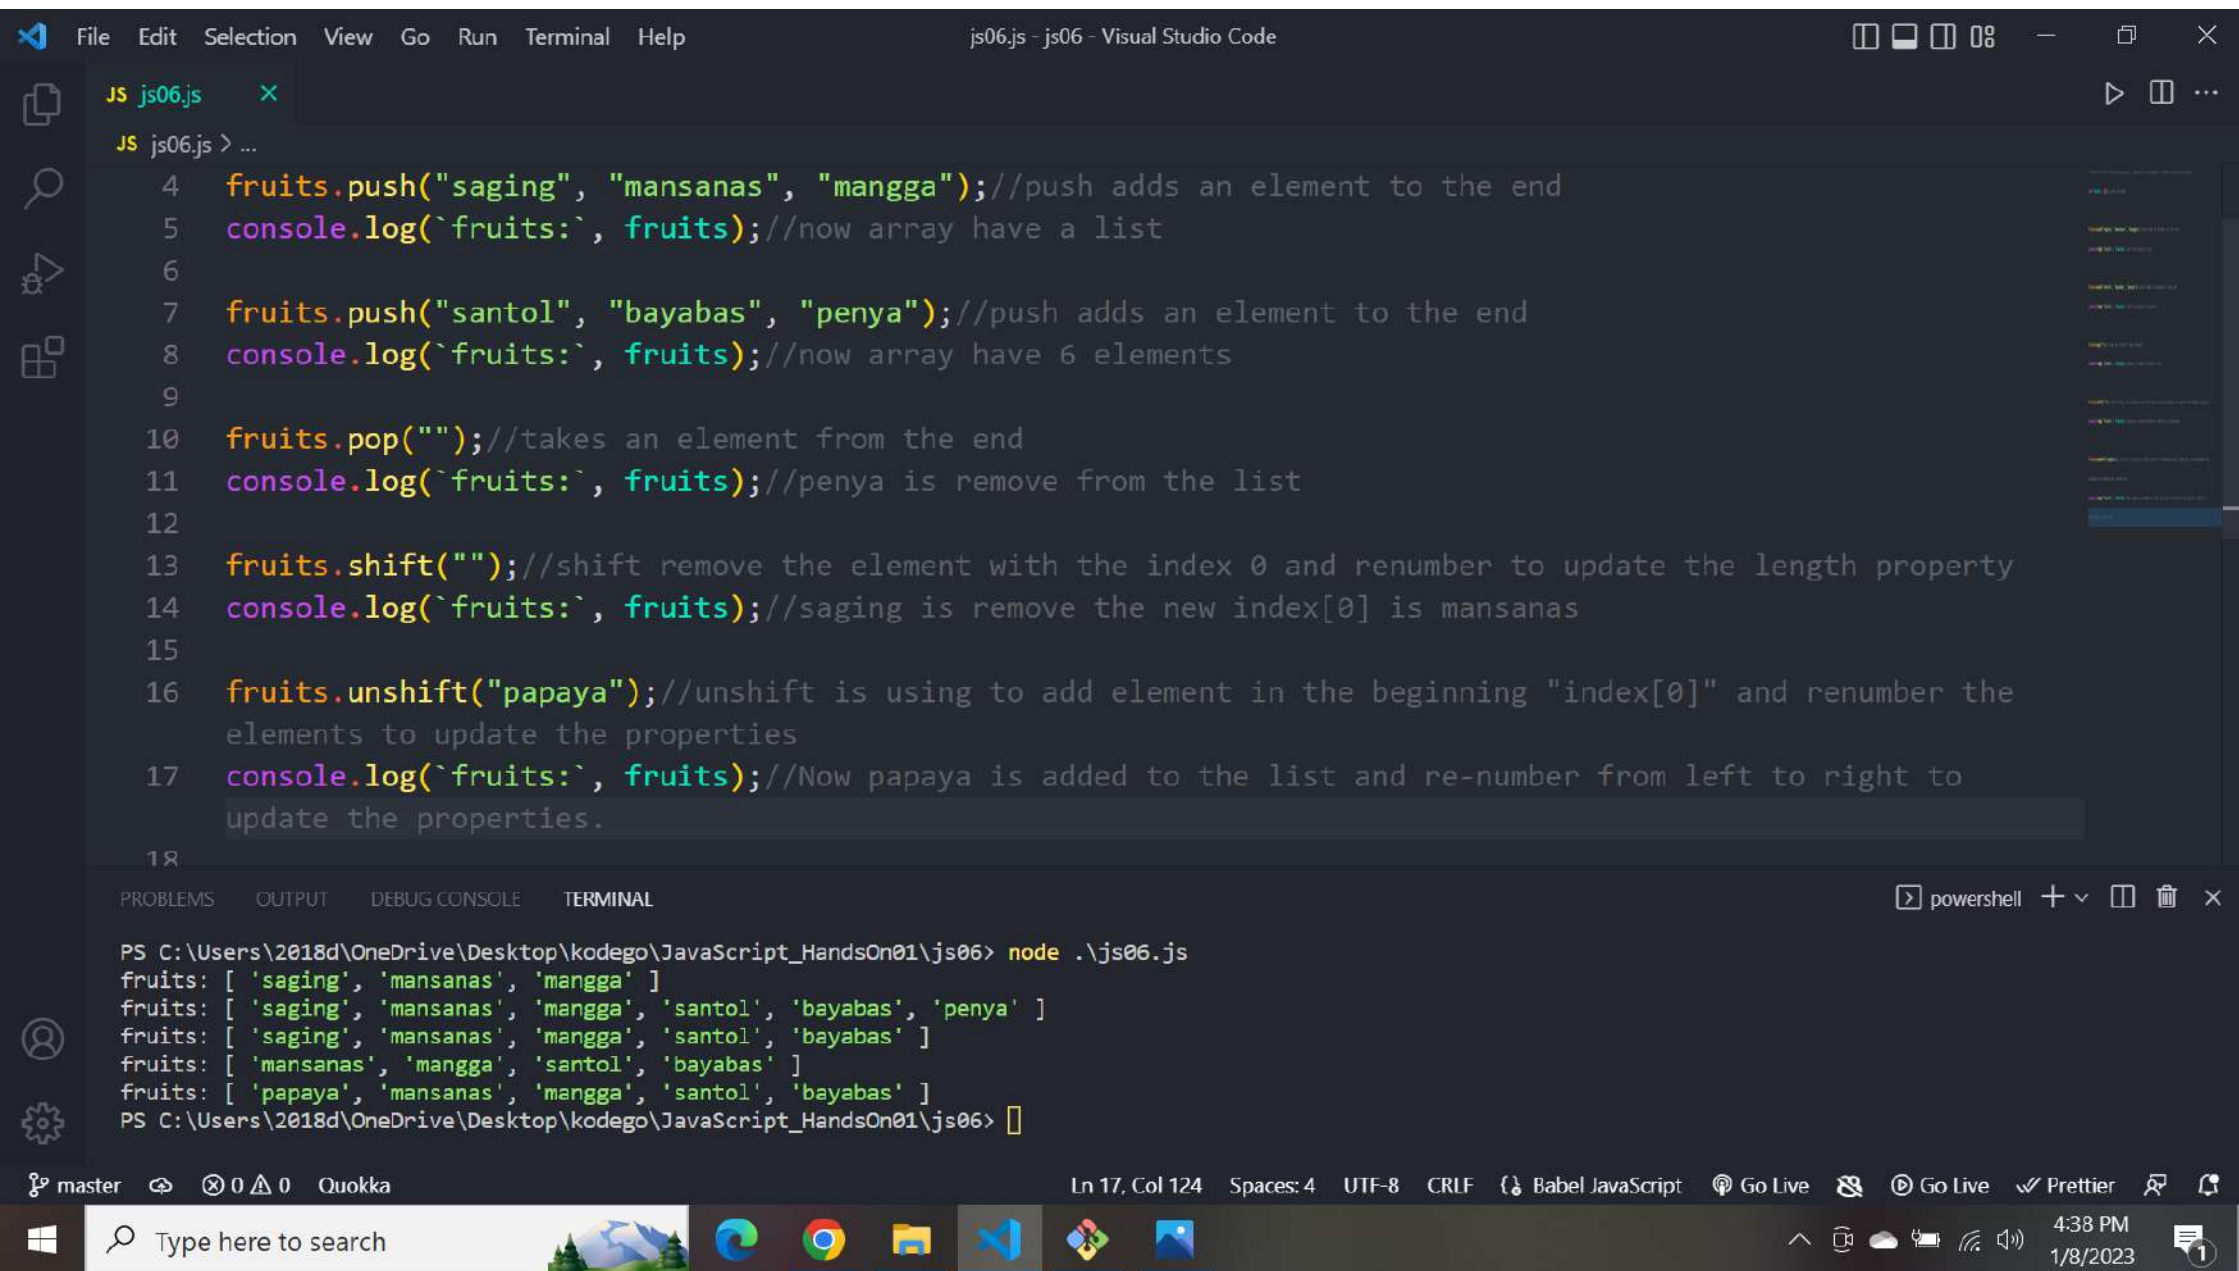 File Edit Selection View Go Run Terminal Help js06.js - js06 - Visual Studio Code
JS js06.js
JS js06.js > ...
4 fruits.push("saging", "mansanas", "mangga");//push adds an element to the end
5 console.log(`fruits:`, fruits);//now array have a list
6
7 fruits.push("santol", "bayabas", "penya");//push adds an element to the end
8 console.log(`fruits:`, fruits);//now array have 6 elements
9
10 fruits.pop("");//takes an element from the end
11 console.log(`fruits:`, fruits);//penya is remove from the list
12
13 fruits.shift("");//shift remove the element with the index 0 and renumber to update the length property
14 console.log(`fruits:`, fruits);//saging is remove the new index[0] is mansanas
15
16 fruits.unshift("papaya");//unshift is using to add element in the beginning "index[0]" and renumber the
elements to update the properties
17 console.log(`fruits:`, fruits);//Now papaya is added to the list and re-number from left to right to
update the properties.
18
PROBLEMS OUTPUT DEBUG CONSOLE TERMINAL powershell
PS C:\Users\2018d\OneDrive\Desktop\kodego\JavaScript_HandsOn01\js06> node .\js06.js
fruits: [ 'saging', 'mansanas', 'mangga' ]
fruits: [ 'saging', 'mansanas', 'mangga', 'santol', 'bayabas', 'penya' ]
fruits: [ 'saging', 'mansanas', 'mangga', 'santol', 'bayabas' ]
fruits: [ 'mansanas', 'mangga', 'santol', 'bayabas' ]
fruits: [ 'papaya', 'mansanas', 'mangga', 'santol', 'bayabas' ]
PS C:\Users\2018d\OneDrive\Desktop\kodego\JavaScript_HandsOn01\js06>
master 0 0 Quokka Ln 17, Col 124 Spaces: 4 UTF-8 CRLF Babel JavaScript Go Live Go Live Prettier
Type here to search
4:38 PM
1/8/2023
1